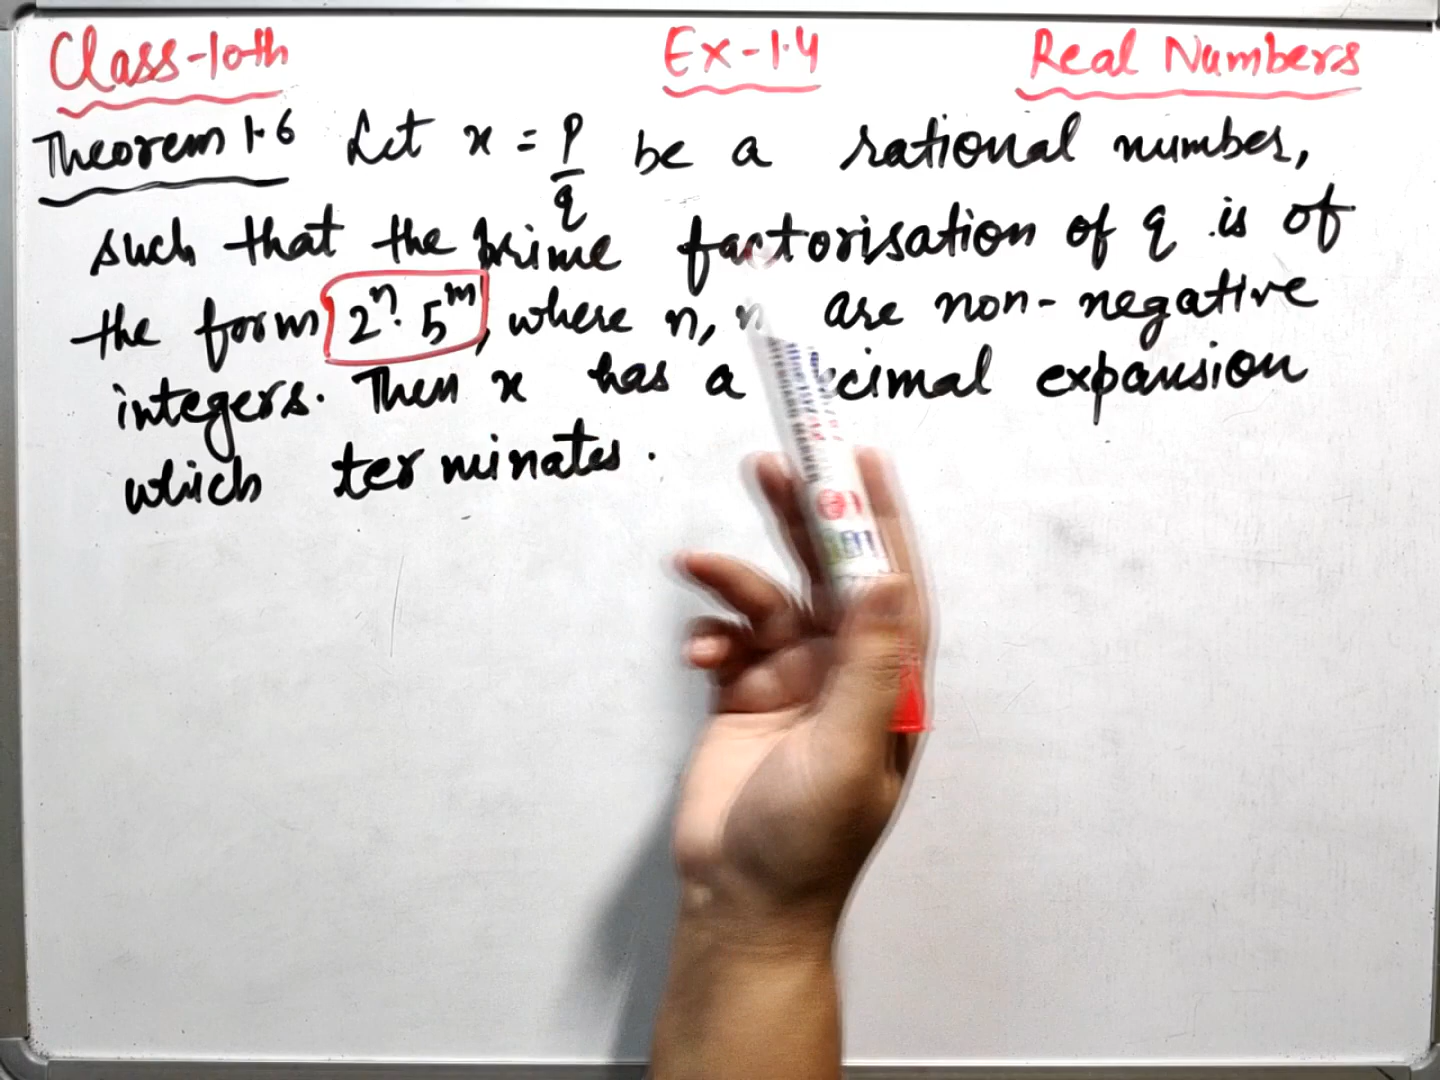 Class-10th Ex-1.4 Real Numbers
Theorem 1.6 Let x = p/q be a rational number,
such that the prime factorisation of q is of
the form 2ⁿ. 5ᵐ, where n, are non-negative
integers. Then x has a expansion
which terminates.